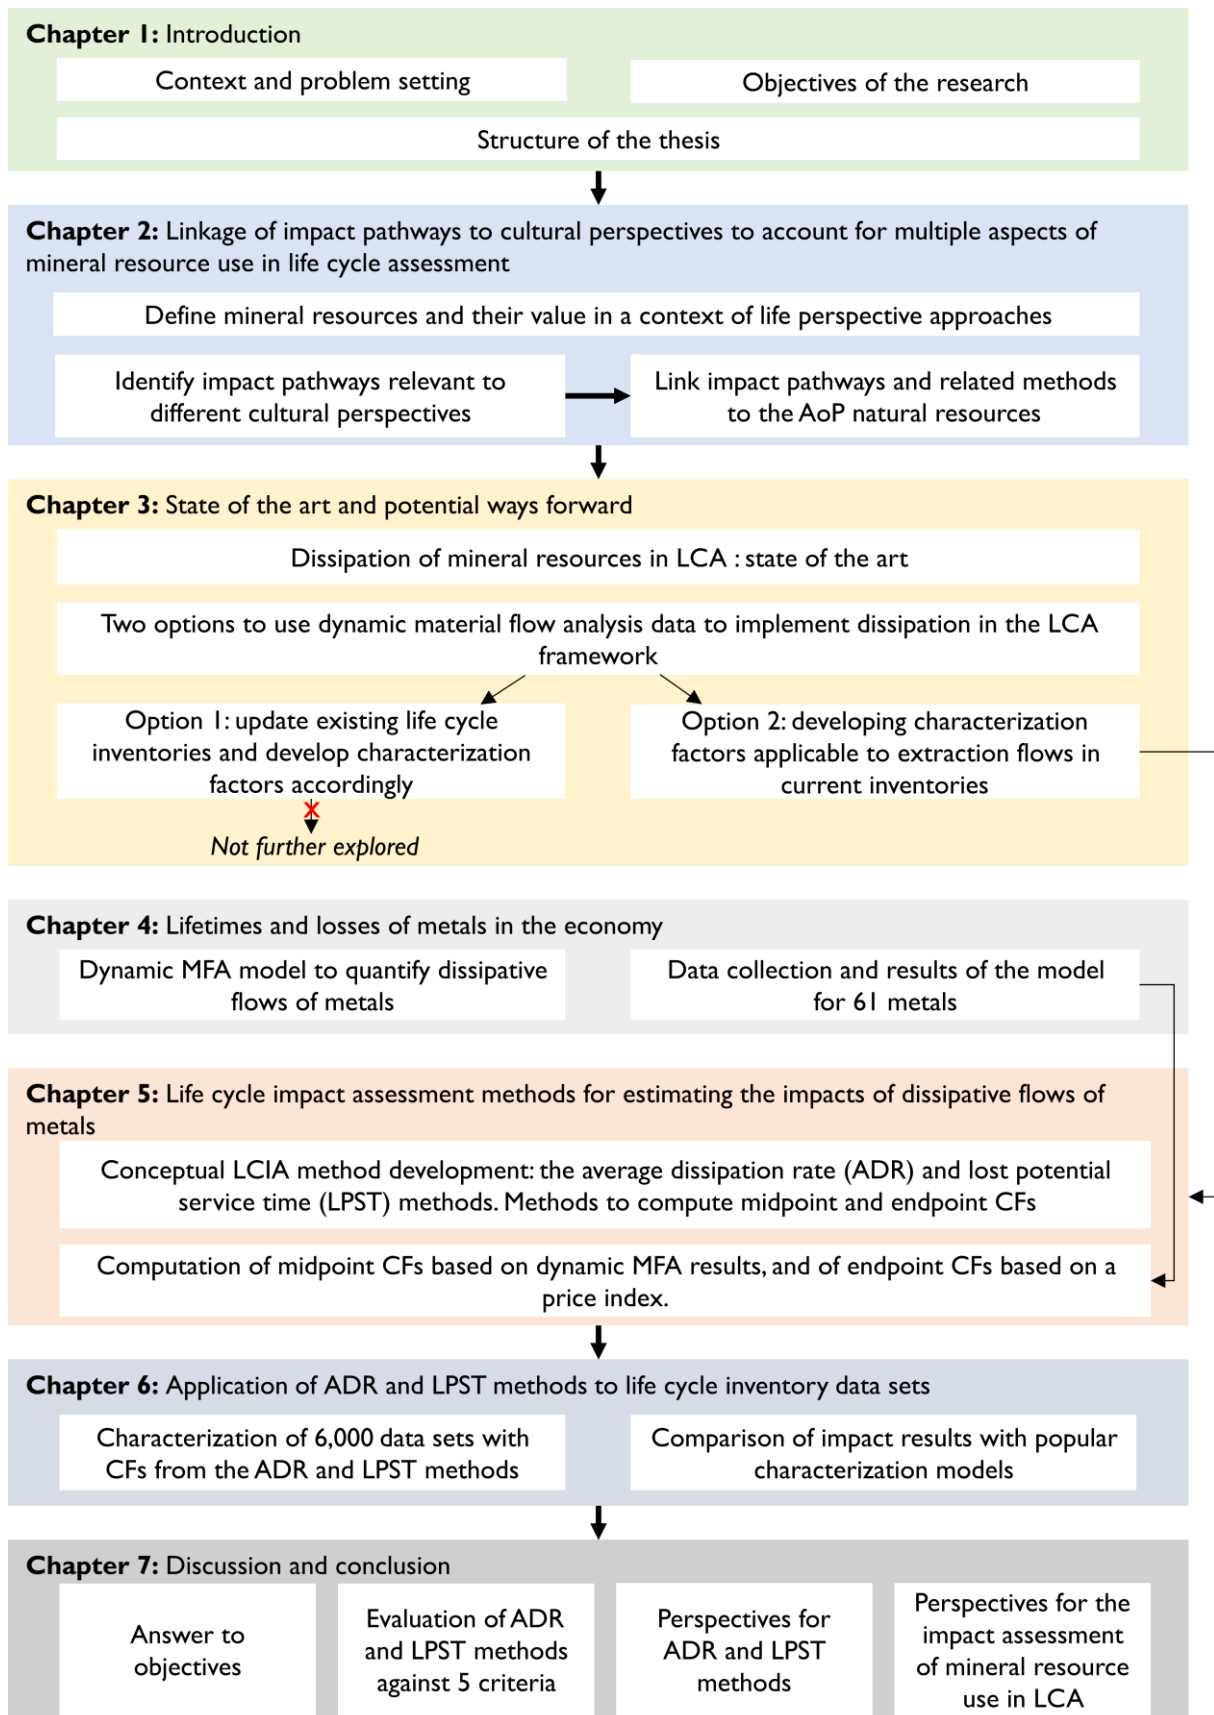 Chapter 1: Introduction
Context and problem setting
Objectives of the research
Structure of the thesis
Chapter 2: Linkage of impact pathways to cultural perspectives to account for multiple aspects of
mineral resource use in life cycle assessment
Define mineral resources and their value in a context of life perspective approaches
Identify impact pathways relevant to
different cultural perspectives
Link impact pathways and related methods
to the AoP natural resources
Chapter 3: State of the art and potential ways forward
Dissipation of mineral resources in LCA : state of the art
Two options to use dynamic material flow analysis data to implement dissipation in the LCA
framework
Option 1: update existing life cycle
inventories and develop characterization
factors accordingly
Option 2: developing characterization
factors applicable to extraction flows in
current inventories
X
Not further explored
Chapter 4: Lifetimes and losses of metals in the economy
Dynamic MFA model to quantify dissipative
flows of metals
Data collection and results of the model
for 61 metals
Chapter 5: Life cycle impact assessment methods for estimating the impacts of dissipative flows of
metals
Conceptual LCIA method development: the average dissipation rate (ADR) and lost potential
service time (LPST) methods. Methods to compute midpoint and endpoint CFs
Computation of midpoint CFs based on dynamic MFA results, and of endpoint CFs based on a
price index.
Chapter 6: Application of ADR and LPST methods to life cycle inventory data sets
Characterization of 6,000 data sets with
CFs from the ADR and LPST methods
Comparison of impact results with popular
characterization models
Chapter 7: Discussion and conclusion
Answer to
objectives
Evaluation of ADR
and LPST methods
against 5 criteria
Perspectives for
ADR and LPST
methods
Perspectives for the
impact assessment
of mineral resource
use in LCA